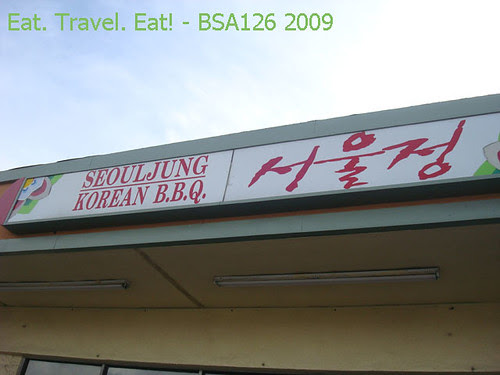 Eat. Travel. Eat! - BSA126 2009
SEOULJUNG
KOREAN B.B.Q.
서울정